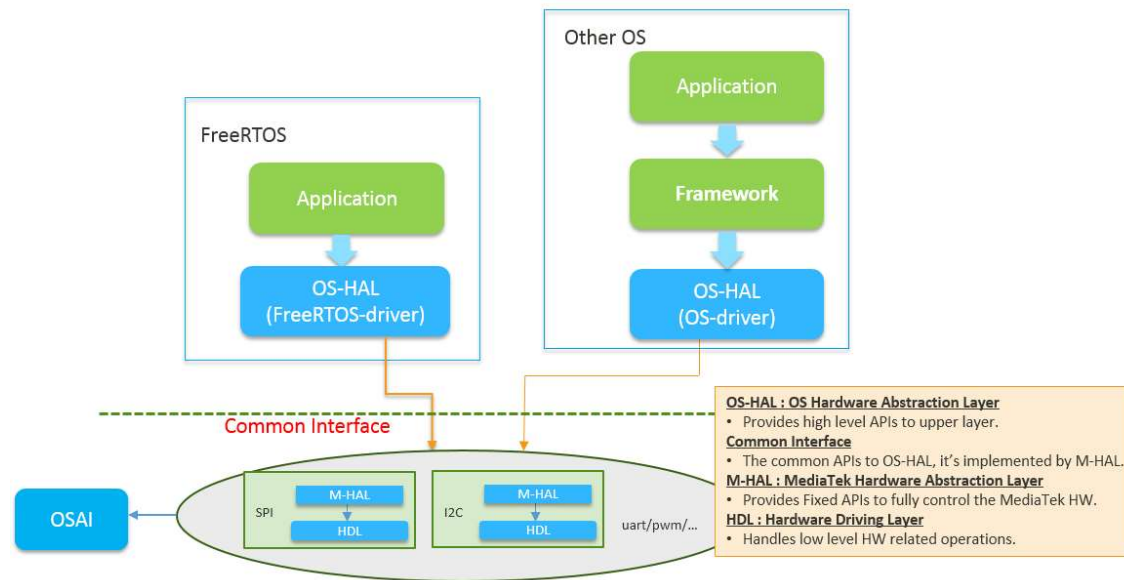 Other OS
Application
Framework
OS-HAL
(OS-driver)
FreeRTOS
Application
OS-HAL
(FreeRTOS-driver)
Common Interface
OSAI
SPI
M-HAL
HDL
I2C
M-HAL
HDL
uart/pwm/...
OS-HAL : OS Hardware Abstraction Layer
• Provides high level APIs to upper layer.
Common Interface
• The common APIs to OS-HAL, it's implemented by M-HAL.
M-HAL : MediaTek Hardware Abstraction Layer
• Provides Fixed APIs to fully control the MediaTek HW.
HDL : Hardware Driving Layer
• Handles low level HW related operations.